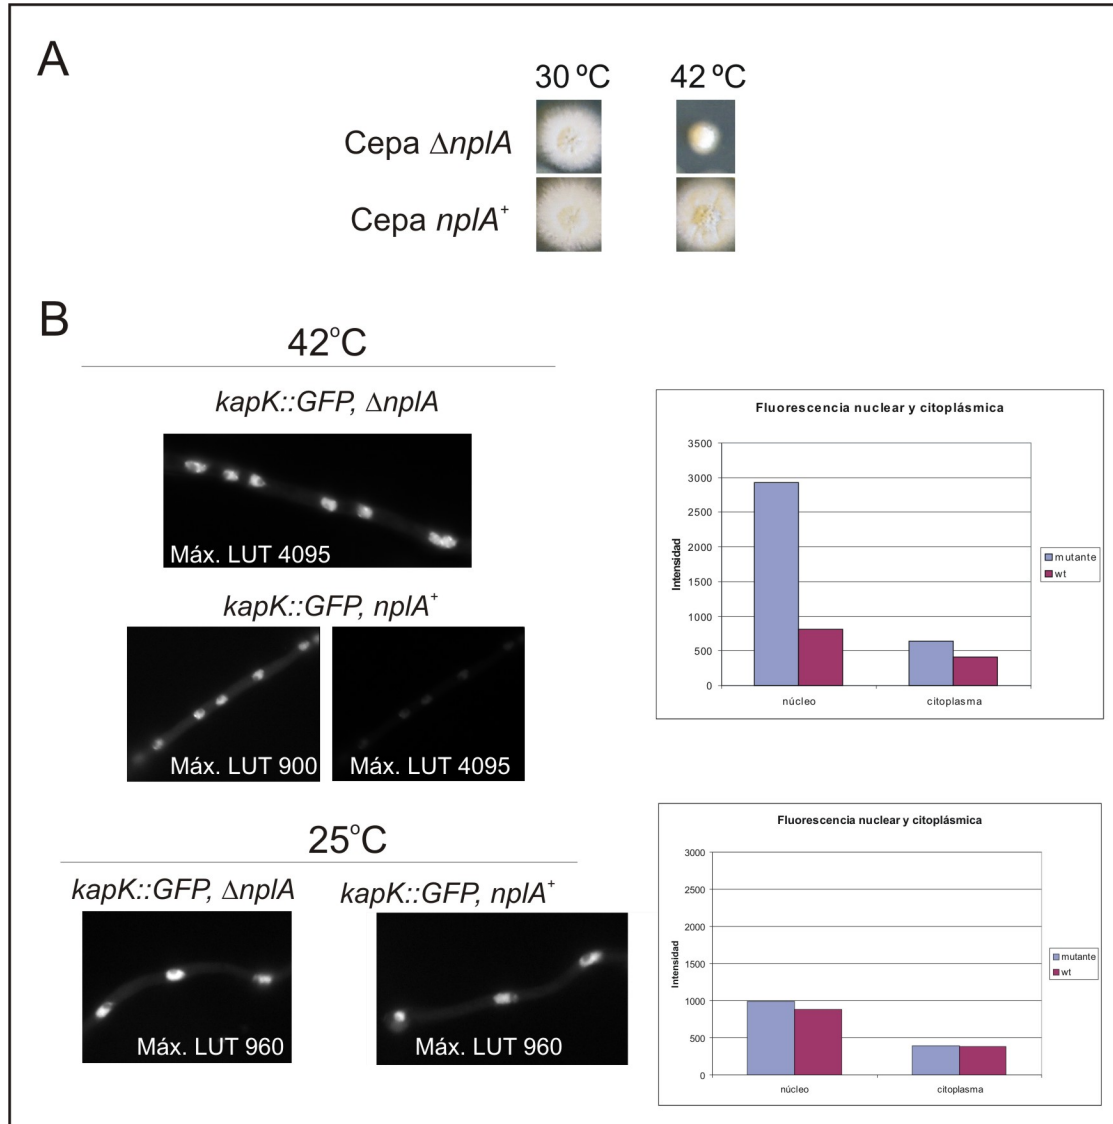 A
30 ºC
42 ºC
Cepa ΔnplA
Cepa nplA⁺
B
42°C
kapK::GFP, ΔnplA
Máx. LUT 4095
kapK::GFP, nplA⁺
Máx. LUT 900
Máx. LUT 4095
Fluorescencia nuclear y citoplásmica
3500
3000
2500
2000
1500
1000
500
0
Intensidad
núcleo
citoplasma
mutante
wt
25°C
kapK::GFP, ΔnplA
kapK::GFP, nplA⁺
Máx. LUT 960
Máx. LUT 960
Fluorescencia nuclear y citoplásmica
3000
2500
2000
1500
1000
500
0
Intensidad
núcleo
citoplasma
mutante
wt